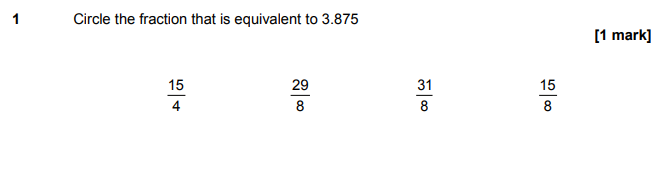 1 Circle the fraction that is equivalent to 3.875
[1 mark]
15 29 31 15
4 8 8 8